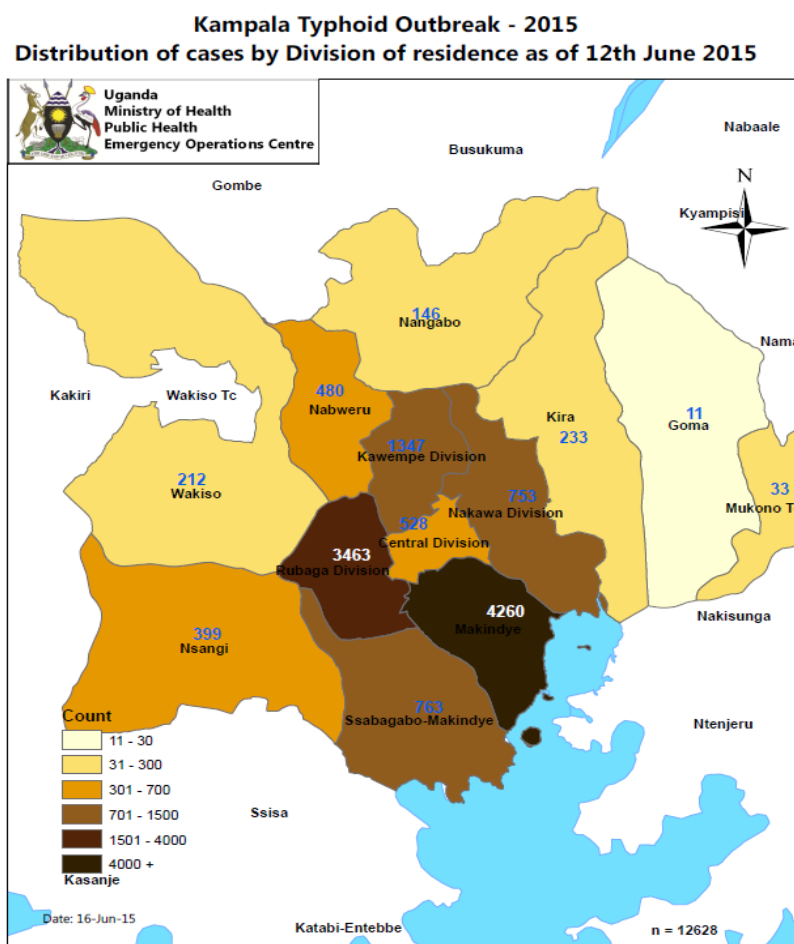 Kampala Typhoid Outbreak - 2015
Distribution of cases by Division of residence as of 12th June 2015
Uganda
Ministry of Health
Public Health
Emergency Operations Centre
Nabaale
Busukuma
Gombe
N
Kyampisi
146
Nangabo
Nama
Kakiri
Wakiso Tc
480
Nabweru
Kira
233
11
Goma
1347
Kawempe Division
212
Wakiso
753
Nakawa Division
33
Mukono T
528
Central Division
3463
Rubaga Division
4260
Makindye
Nakisunga
399
Nsangi
763
Ssabagabo-Makindye
Ntenjeru
Count
11 - 30
31 - 300
301 - 700
701 - 1500
1501 - 4000
4000 +
Ssisa
Kasanje
Date: 16-Jun-15
Katabi-Entebbe
n = 12628